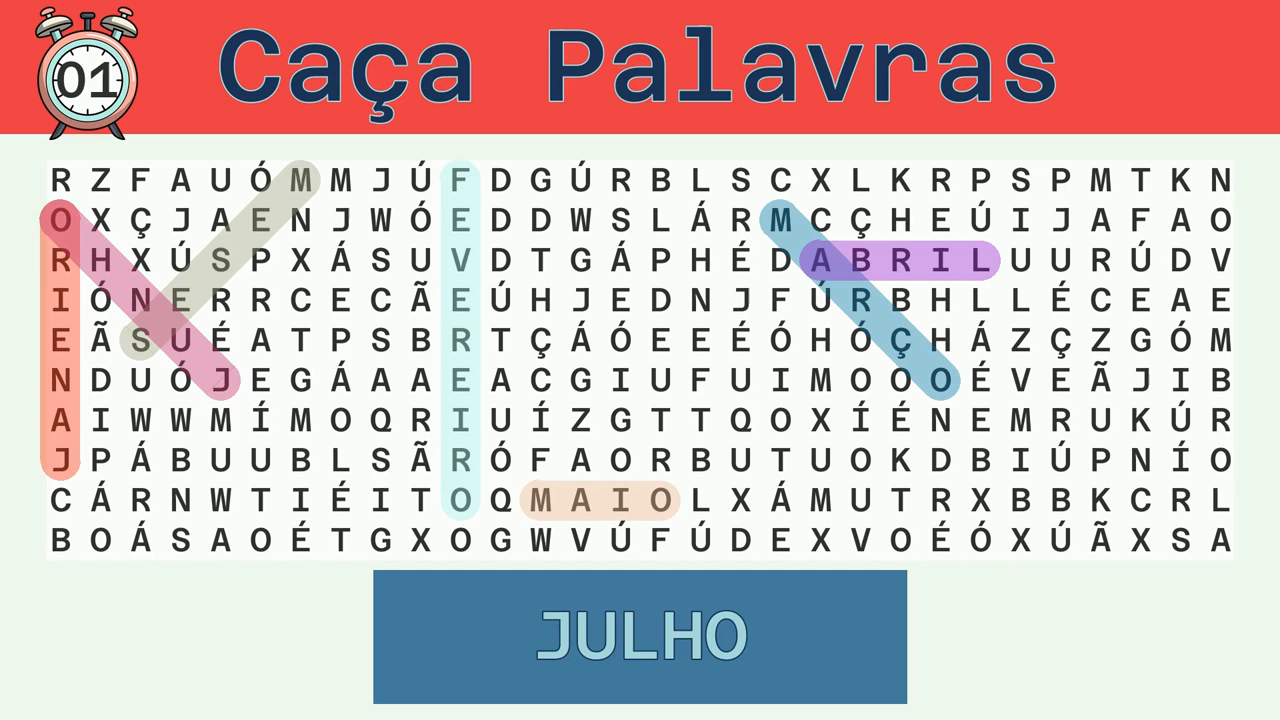 01
Caça Palavras
R Z F A U Ó M M J Ú F D G Ú R B L S C X L K R P S P M T K N
O X Ç J A E N J W Ó E D D W S L Á R M C Ç H E Ú I J A F A O
R H X Ú S P X Á S U V D T G Á P H É D A B R I L U U R Ú D V
I Ó N E R R C E C Ã E Ú H J E D N J F Ú R B H L L É C E A E
E Ã S U É A T P S B R T Ç Á Ó E E É Ó H Ó Ç H Á Z Ç Z G Ó M
N D U Ó J E G Á A A E A C G I U F U I M O O O É V E Ã J I B
A I W W M Í M O Q R I U Í Z G T T Q O X Í É N E M R U K Ú R
J P Á B U U B L S Ã R Ó F A O R B U T U O K D B I Ú P N Í O
C Á R N W T I É I T O Q M A I O L X Á M U T R X B B K C R L
B O Á S A O É T G X O G W V Ú F Ú D E X V O É Ó X Ú Ã X S A
JULHO